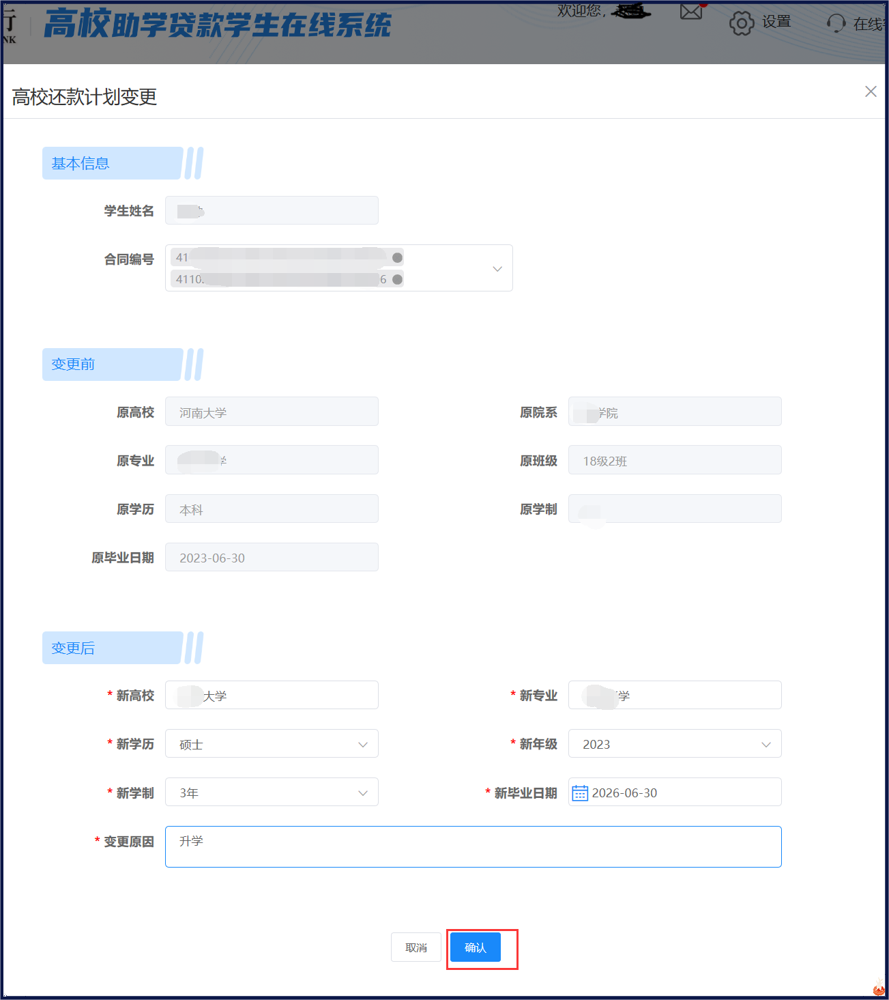 行
NK
高校助学贷款学生在线系统
欢迎您,
设置
在线
高校还款计划变更
基本信息
学生姓名
合同编号
41
4110 6
变更前
原高校 河南大学
原院系 学院
原专业 学
原班级 18级2班
原学历 本科
原学制
原毕业日期 2023-06-30
变更后
* 新高校 大学
* 新专业 学
* 新学历 硕士
* 新年级 2023
* 新学制 3年
* 新毕业日期 2026-06-30
* 变更原因 升学
取消 确认